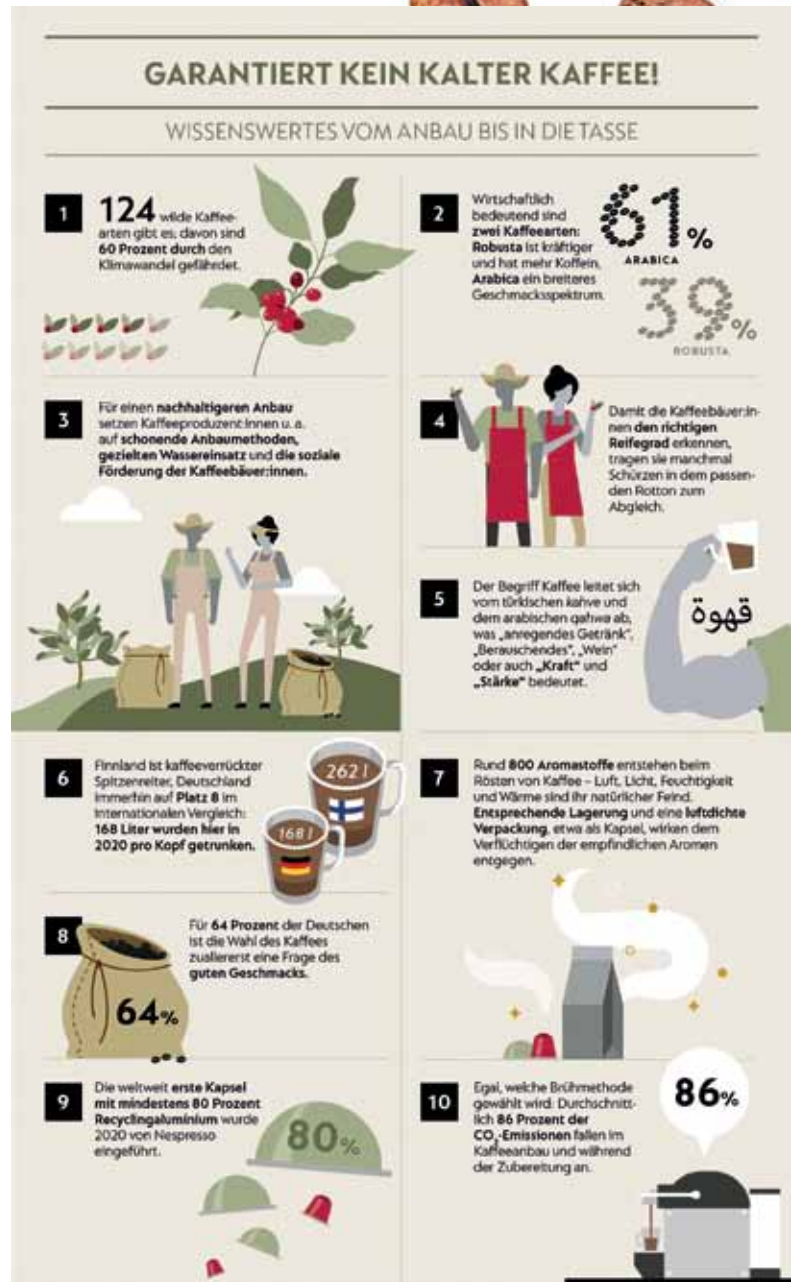 GARANTIERT KEIN KALTER KAFFEE!
WISSENSWERTES VOM ANBAU BIS IN DIE TASSE
1
124 wilde Kaffee-
arten gibt es; davon sind
60 Prozent durch den
Klimawandel gefährdet.
2
Wirtschaftlich
bedeutend sind
zwei Kaffeearten:
Robusta ist kräftiger
und hat mehr Koffein,
Arabica ein breiteres
Geschmacksspektrum.
61%
ARABICA
39%
ROBUSTA
3
Für einen nachhaltigeren Anbau
setzen Kaffeeproduzent:innen u. a.
auf schonende Anbaumethoden,
gezielten Wassereinsatz und die soziale
Förderung der Kaffeebäuer:innen.
4
Damit die Kaffeebäuer:in-
nen den richtigen
Reifegrad erkennen,
tragen sie manchmal
Schürzen in dem passen-
den Rotton zum
Abgleich.
5
Der Begriff Kaffee leitet sich
vom türkischen kahve und
dem arabischen qahwa ab,
was „anregendes Getränk“,
„Berauschendes“, „Wein“
oder auch „Kraft“ und
„Stärke“ bedeutet.
قهوة
6
Finnland ist kaffeeverrückter
Spitzenreiter, Deutschland
immerhin auf Platz 8 im
internationalen Vergleich:
168 Liter wurden hier in
2020 pro Kopf getrunken.
262 l
168 l
7
Rund 800 Aromastoffe entstehen beim
Rösten von Kaffee – Luft, Licht, Feuchtigkeit
und Wärme sind ihr natürlicher Feind.
Entsprechende Lagerung und eine luftdichte
Verpackung, etwa als Kapsel, wirken dem
Verflüchtigen der empfindlichen Aromen
entgegen.
8
Für 64 Prozent der Deutschen
ist die Wahl des Kaffees
zuallererst eine Frage des
guten Geschmacks.
64%
9
Die weltweit erste Kapsel
mit mindestens 80 Prozent
Recyclingaluminium wurde
2020 von Nespresso
eingeführt.
80%
10
Egal, welche Brühmethode
gewählt wird: Durchschnitt-
lich 86 Prozent der
CO₂-Emissionen fallen im
Kaffeeanbau und während
der Zubereitung an.
86%